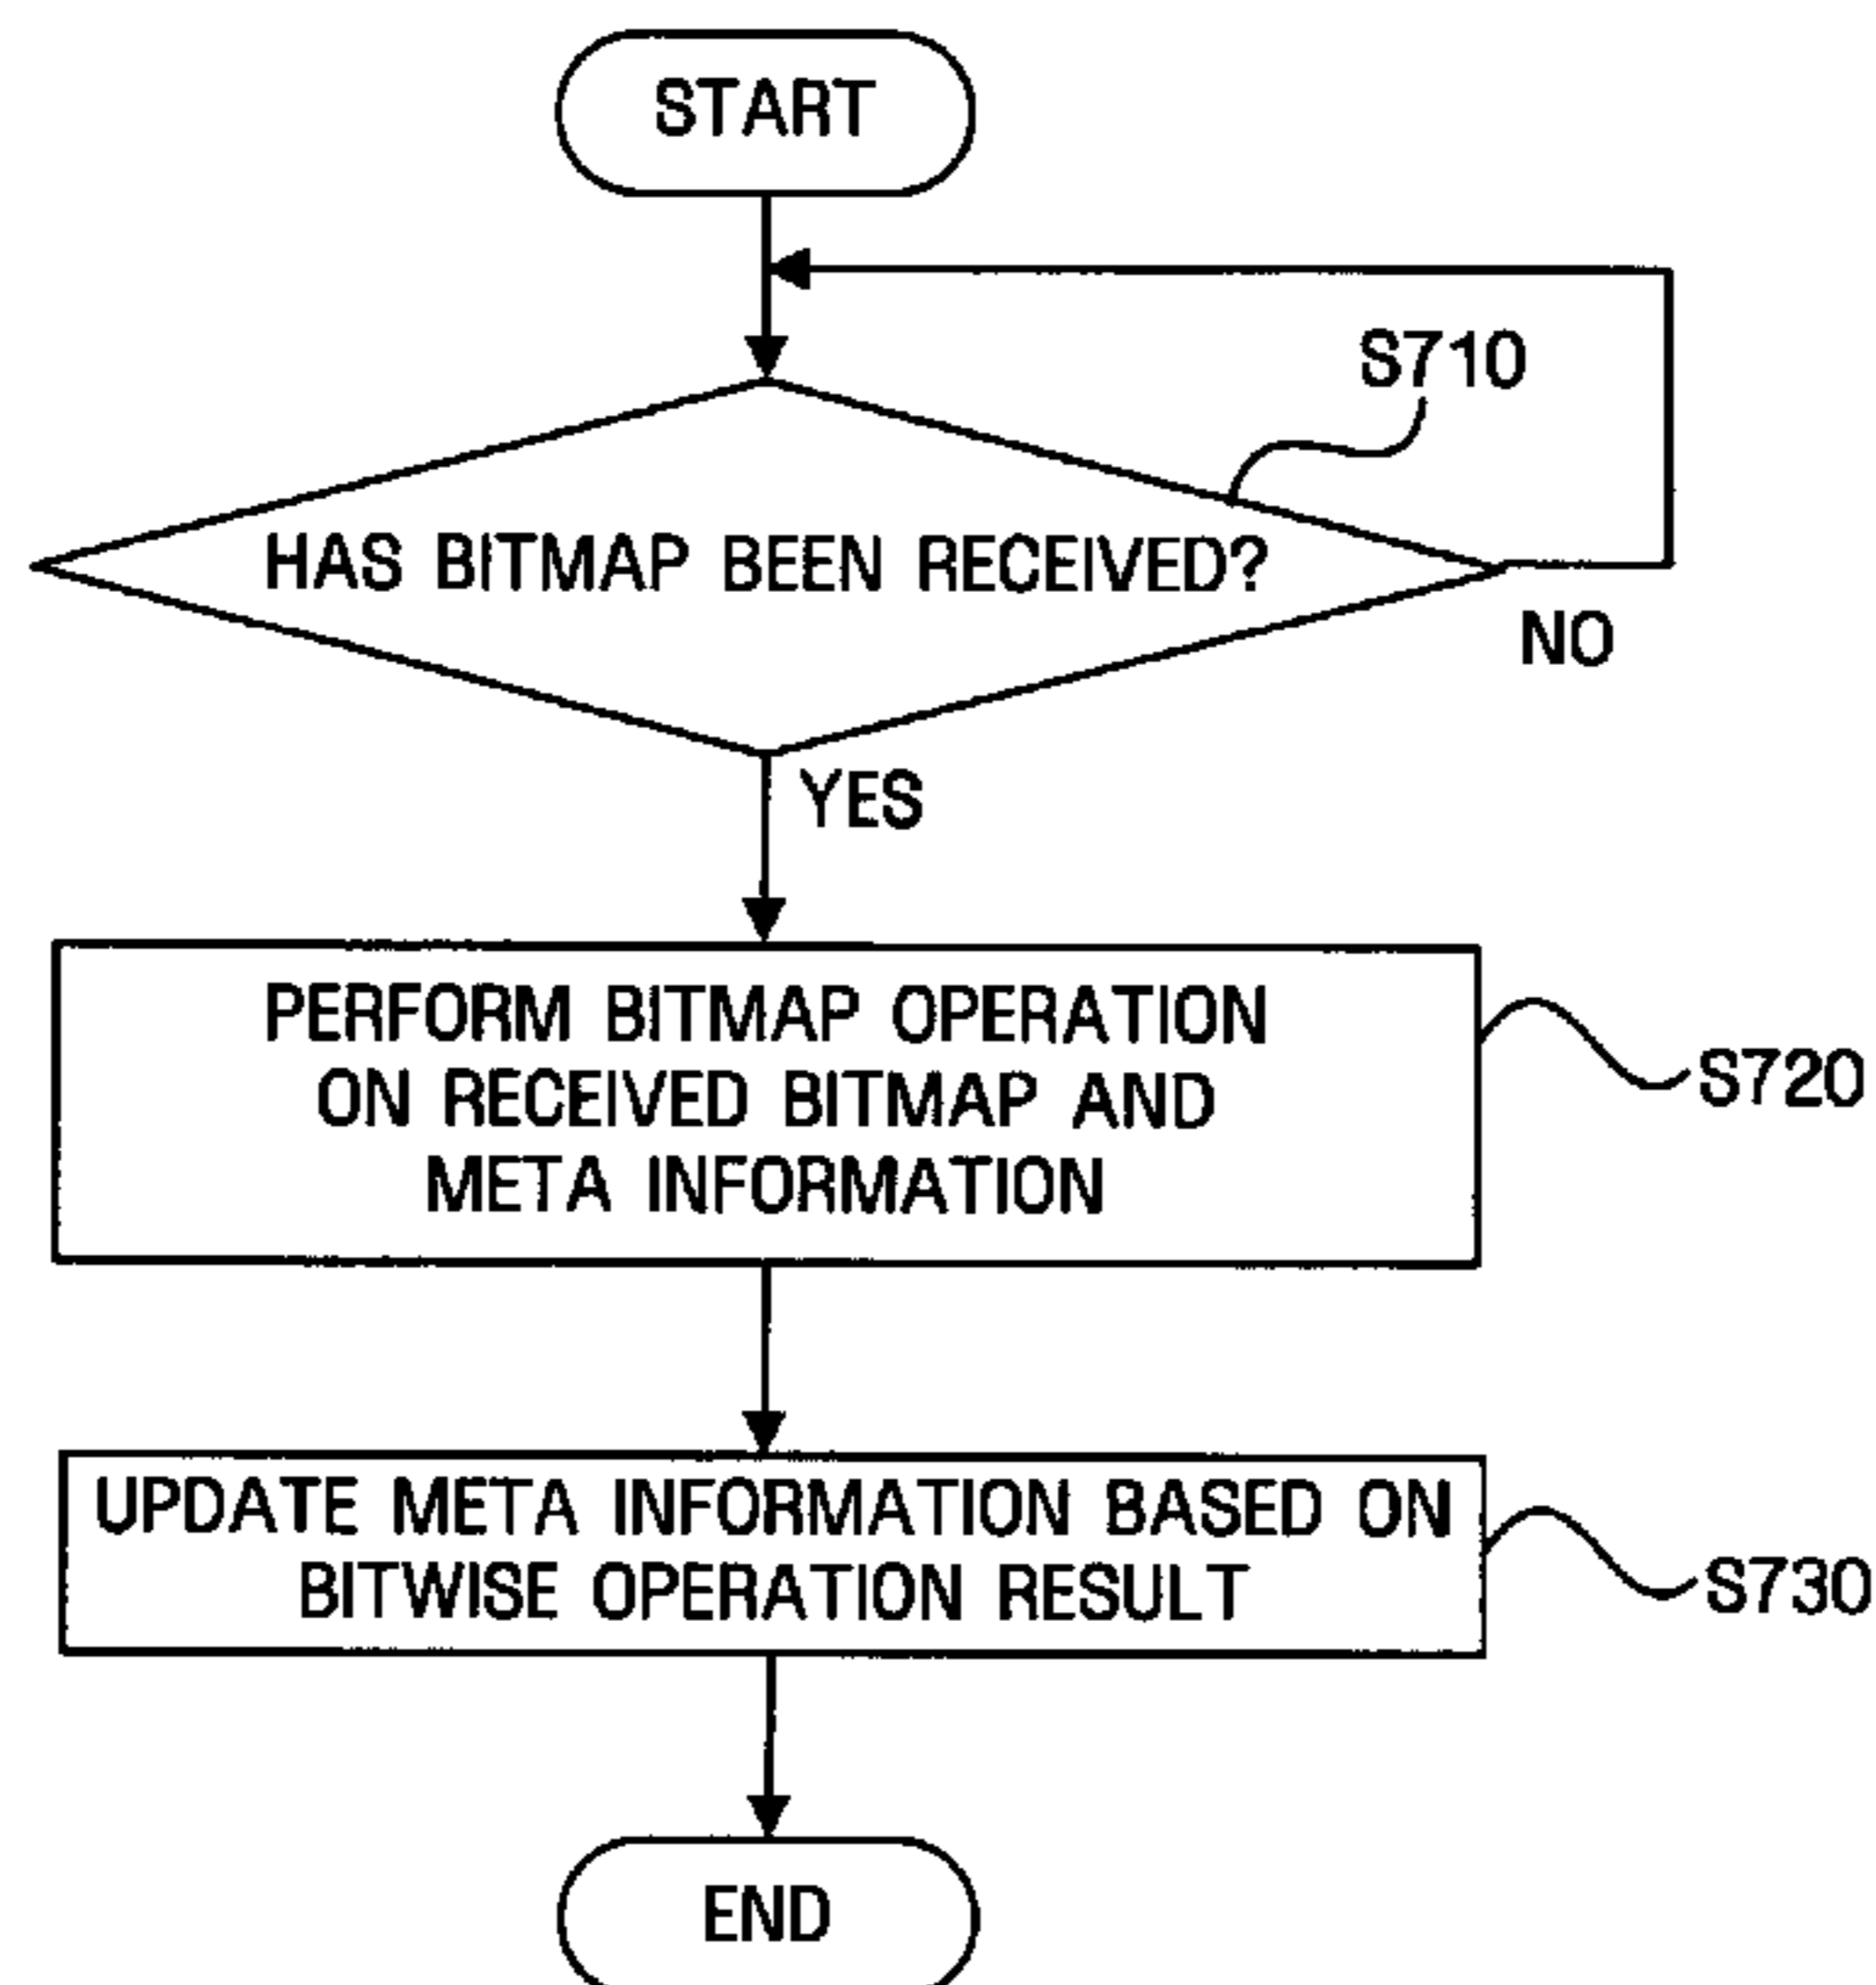 START
S710
HAS BITMAP BEEN RECEIVED?
NO
YES
PERFORM BITMAP OPERATION
ON RECEIVED BITMAP AND
META INFORMATION
S720
UPDATE META INFORMATION BASED ON
BITWISE OPERATION RESULT
S730
END